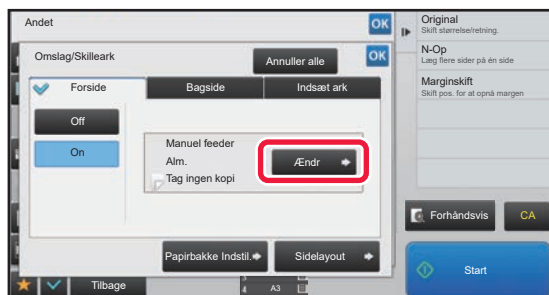 Andet
OK
Omslag/Skilleark
Annuller alle
OK
Forside
Bagside
Indsæt ark
Off
On
Manuel feeder
Alm.
Tag ingen kopi
Ændr
Papirbakke Indstil.
Sidelayout
Tilbage
A3
4
Original
Skift størrelse/retning.
N-Op
Læg flere sider på én side
Marginskift
Skift pos. for at opnå margen
Forhåndsvis
CA
Start